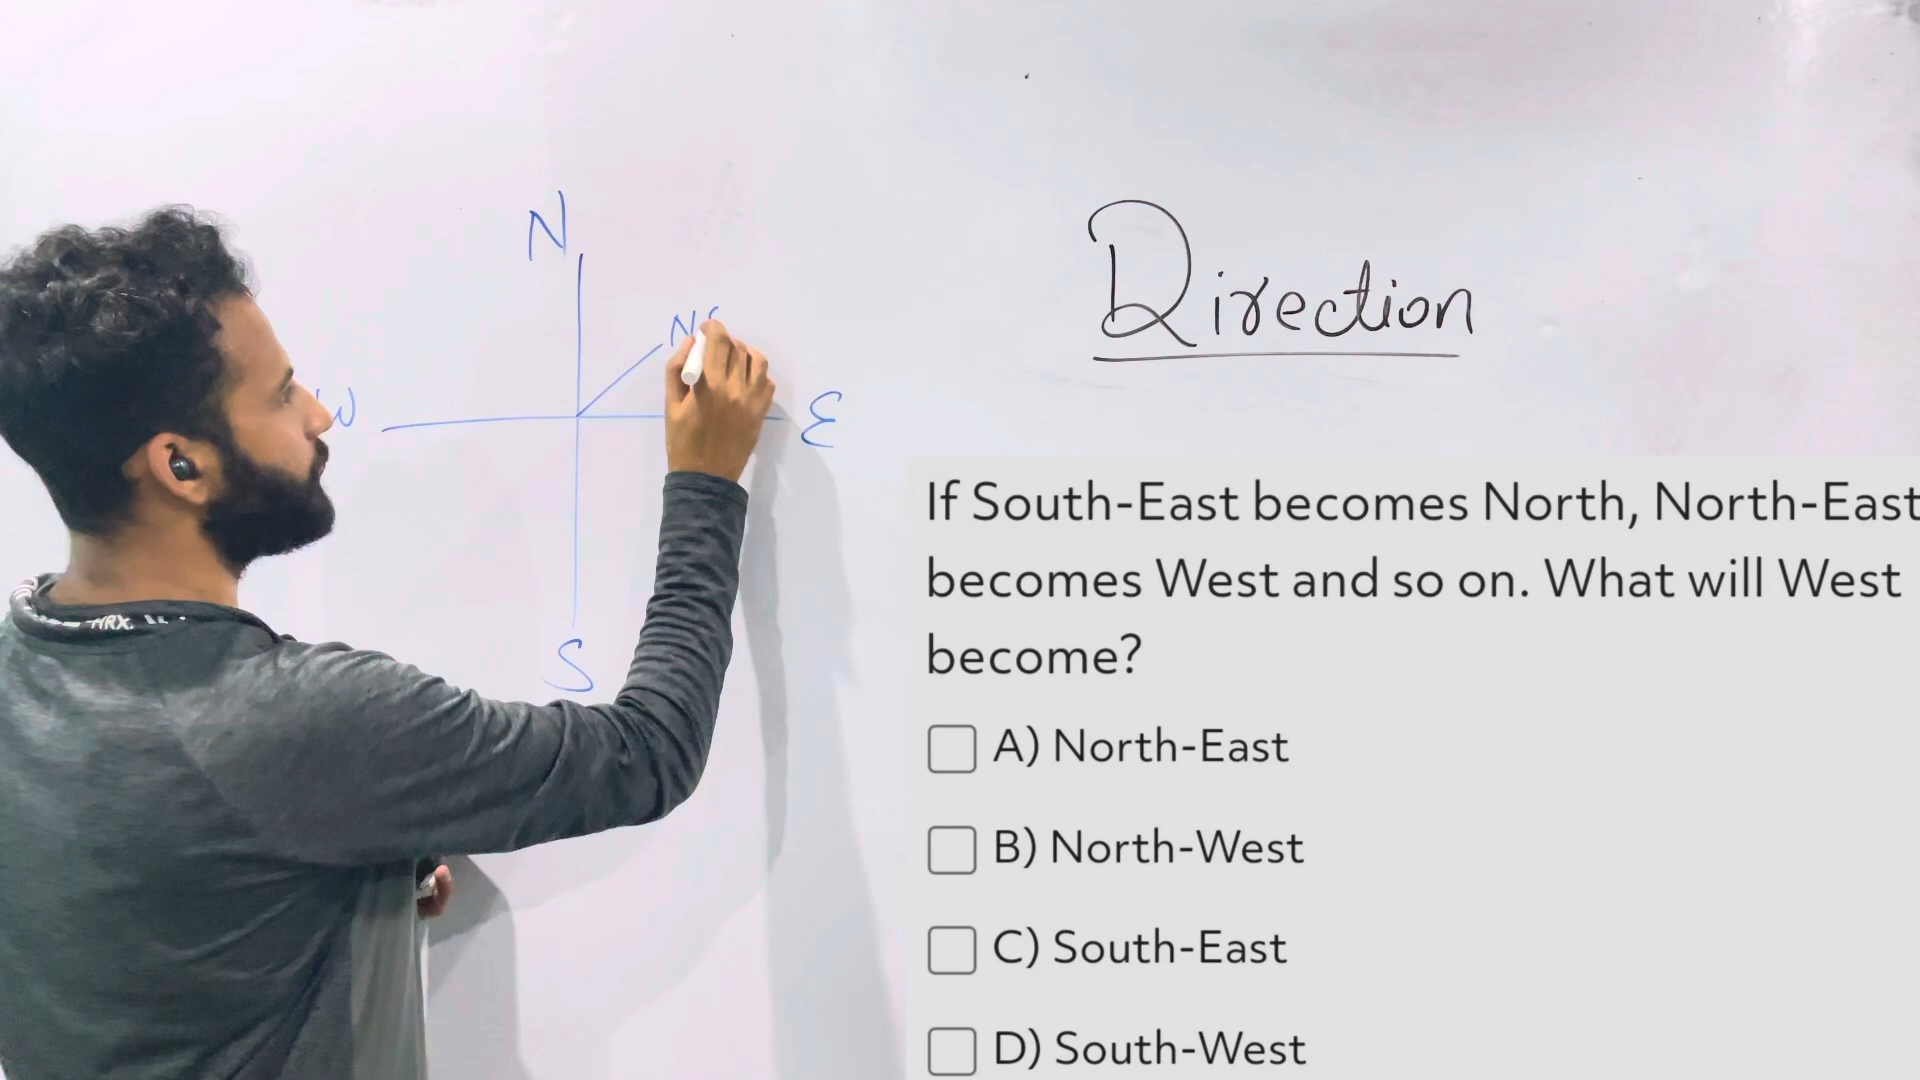 N
N
W
E
S
Direction
If South-East becomes North, North-East
becomes West and so on. What will West
become?
A) North-East
B) North-West
C) South-East
D) South-West